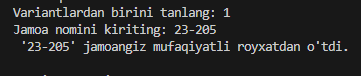 Variantlardan birini tanlang: 1
Jamoa nomini kiriting: 23-205
'23-205' jamoangiz mufaqiyatli royxatdan o'tdi.